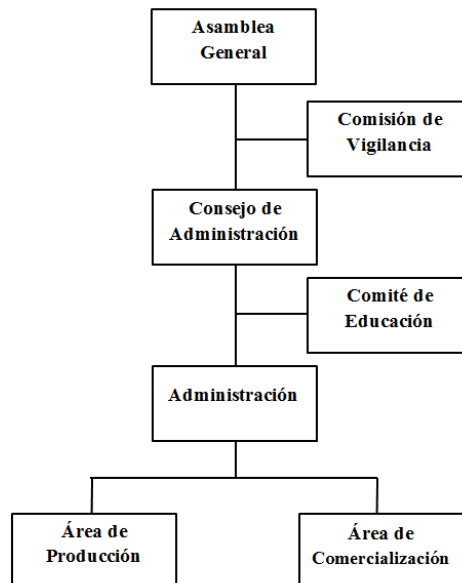 Asamblea
General
Comisión de
Vigilancia
Consejo de
Administración
Comité de
Educación
Administración
Área de
Producción
Área de
Comercialización